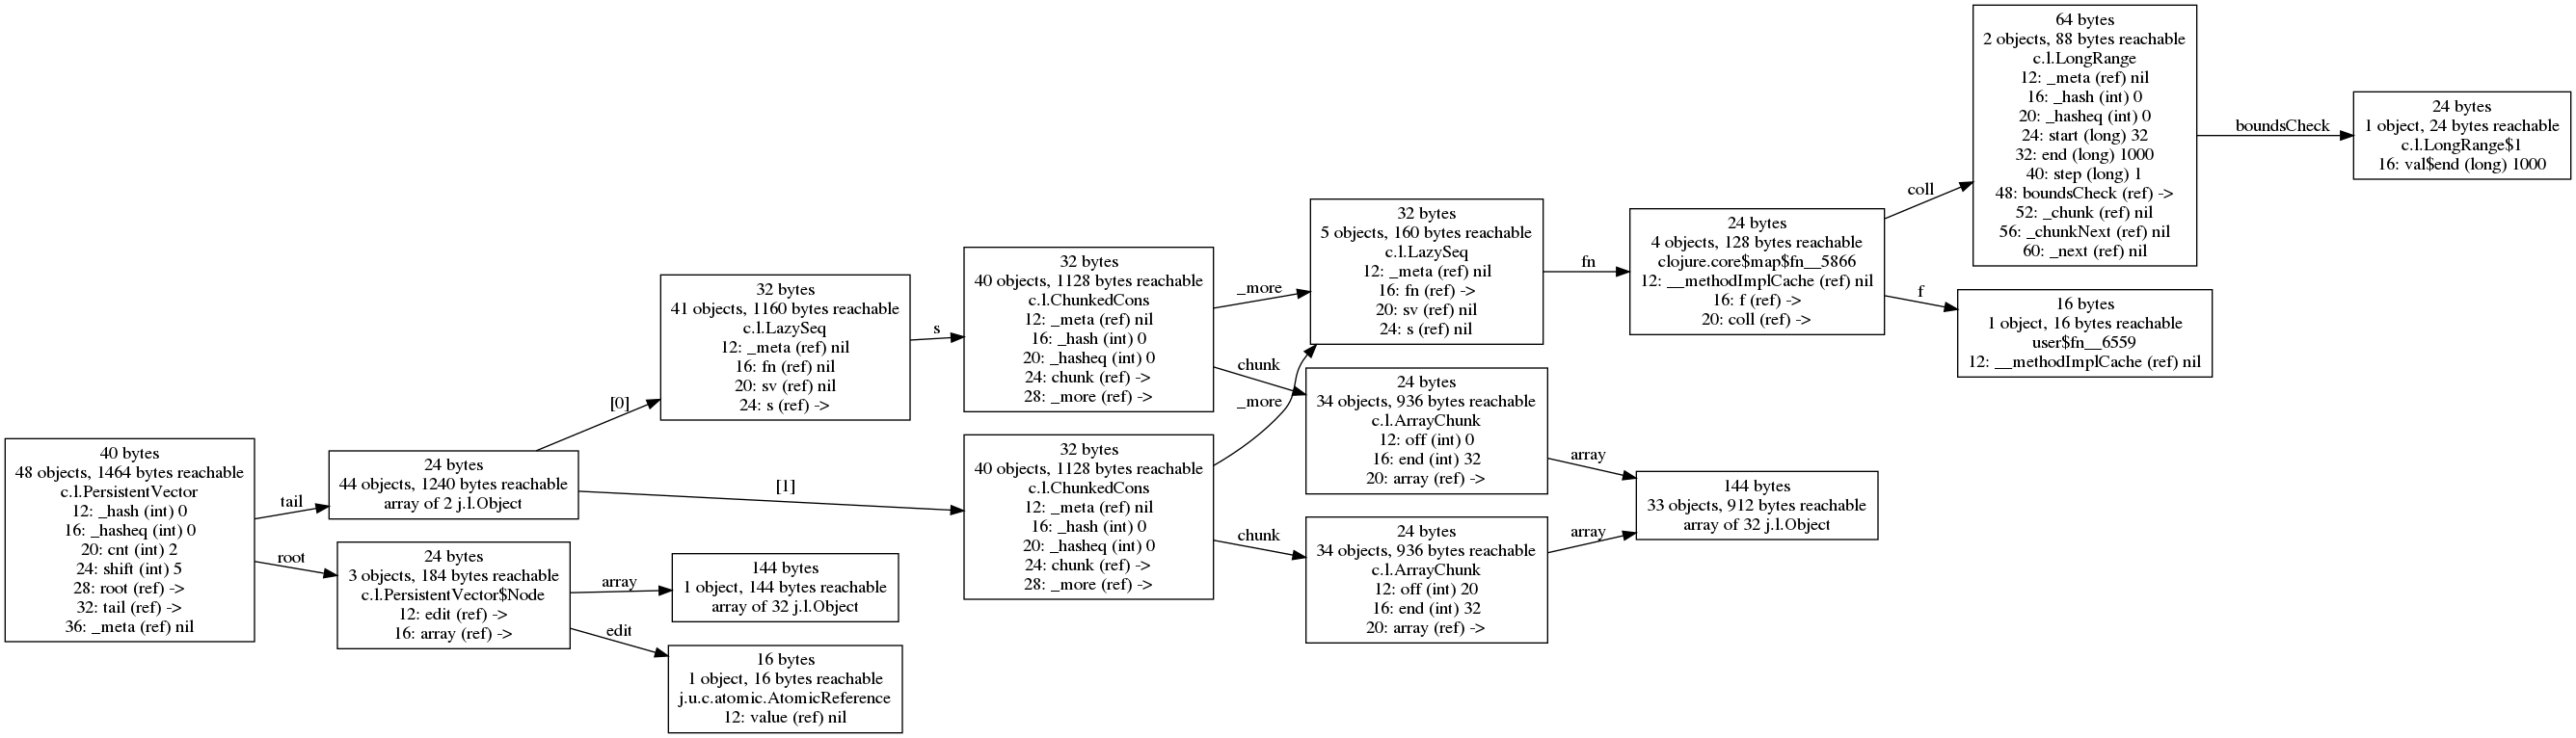 40 bytes
48 objects, 1464 bytes reachable
c.l.PersistentVector
12: _hash (int) 0
16: _hasheq (int) 0
20: cnt (int) 2
24: shift (int) 5
28: root (ref) ->
32: tail (ref) ->
36: _meta (ref) nil
tail
root
24 bytes
44 objects, 1240 bytes reachable
array of 2 j.l.Object
24 bytes
3 objects, 184 bytes reachable
c.l.PersistentVector$Node
12: edit (ref) ->
16: array (ref) ->
[0]
[1]
array
edit
32 bytes
41 objects, 1160 bytes reachable
c.l.LazySeq
12: _meta (ref) nil
16: fn (ref) nil
20: sv (ref) nil
24: s (ref) ->
144 bytes
1 object, 144 bytes reachable
array of 32 j.l.Object
16 bytes
1 object, 16 bytes reachable
j.u.c.atomic.AtomicReference
12: value (ref) nil
s
32 bytes
40 objects, 1128 bytes reachable
c.l.ChunkedCons
12: _meta (ref) nil
16: _hash (int) 0
20: _hasheq (int) 0
24: chunk (ref) ->
28: _more (ref) ->
32 bytes
40 objects, 1128 bytes reachable
c.l.ChunkedCons
12: _meta (ref) nil
16: _hash (int) 0
20: _hasheq (int) 0
24: chunk (ref) ->
28: _more (ref) ->
_more
chunk
_more
chunk
32 bytes
5 objects, 160 bytes reachable
c.l.LazySeq
12: _meta (ref) nil
16: fn (ref) ->
20: sv (ref) nil
24: s (ref) nil
24 bytes
34 objects, 936 bytes reachable
c.l.ArrayChunk
12: off (int) 0
16: end (int) 32
20: array (ref) ->
24 bytes
34 objects, 936 bytes reachable
c.l.ArrayChunk
12: off (int) 20
16: end (int) 32
20: array (ref) ->
fn
array
array
24 bytes
4 objects, 128 bytes reachable
clojure.core$map$fn__5866
12: __methodImplCache (ref) nil
16: f (ref) ->
20: coll (ref) ->
144 bytes
33 objects, 912 bytes reachable
array of 32 j.l.Object
coll
f
64 bytes
2 objects, 88 bytes reachable
c.l.LongRange
12: _meta (ref) nil
16: _hash (int) 0
20: _hasheq (int) 0
24: start (long) 32
32: end (long) 1000
40: step (long) 1
48: boundsCheck (ref) ->
52: _chunk (ref) nil
56: _chunkNext (ref) nil
60: _next (ref) nil
16 bytes
1 object, 16 bytes reachable
user$fn__6559
12: __methodImplCache (ref) nil
boundsCheck
24 bytes
1 object, 24 bytes reachable
c.l.LongRange$1
16: val$end (long) 1000